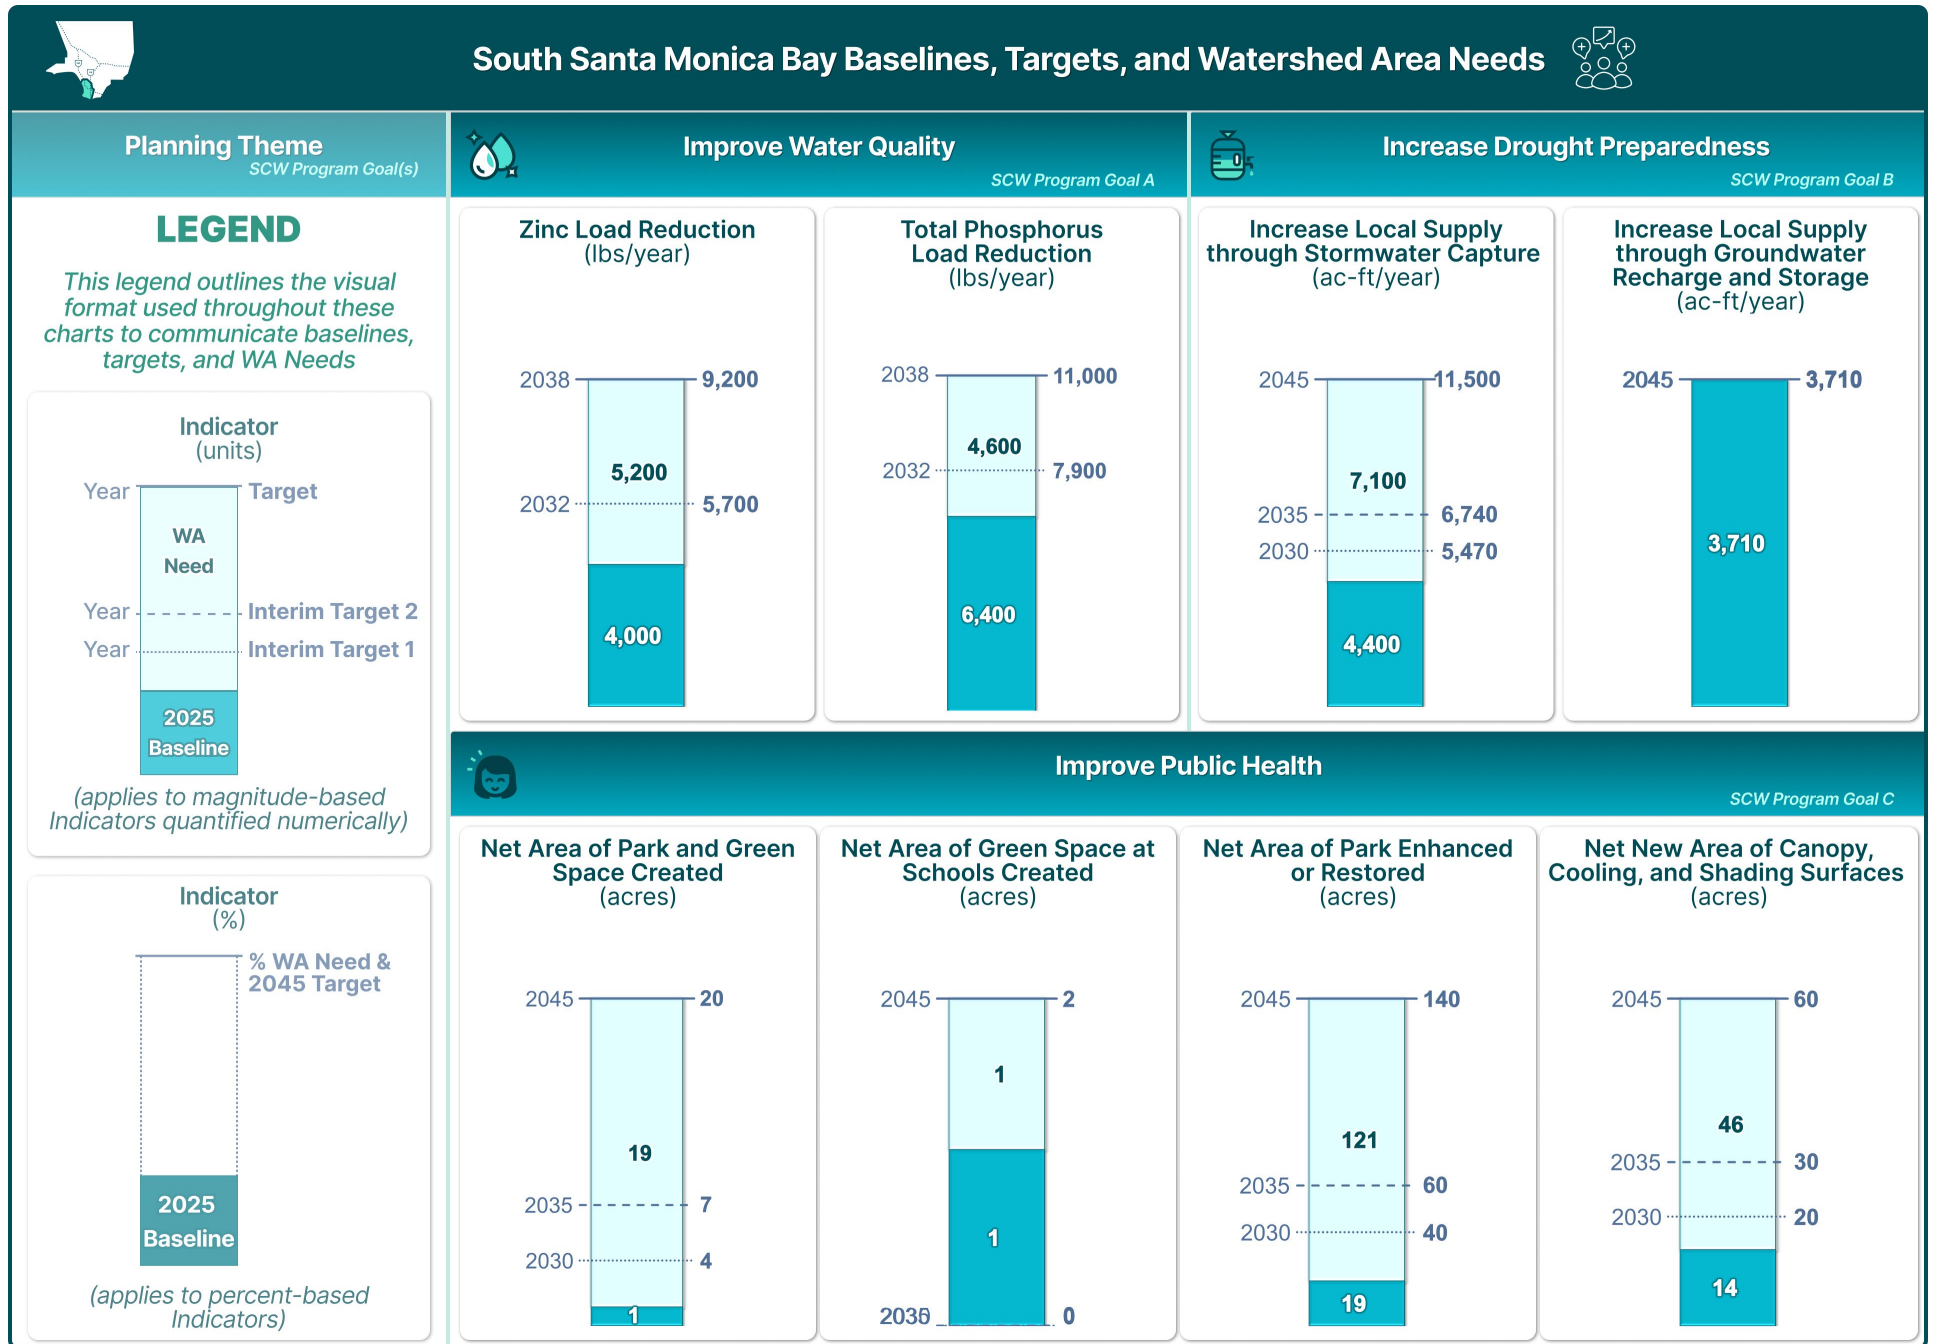 South Santa Monica Bay Baselines, Targets, and Watershed Area Needs
Planning Theme
SCW Program Goal(s)
LEGEND
This legend outlines the visual
format used throughout these
charts to communicate baselines,
targets, and WA Needs
Indicator
(units)
Year
Target
WA
Need
Year
Interim Target 2
Year
Interim Target 1
2025
Baseline
(applies to magnitude-based
Indicators quantified numerically)
Indicator
(%)
% WA Need &
2045 Target
2025
Baseline
(applies to percent-based
Indicators)
Improve Water Quality
SCW Program Goal A
Zinc Load Reduction
(lbs/year)
2038
9,200
5,200
2032
5,700
4,000
Total Phosphorus
Load Reduction
(lbs/year)
2038
11,000
4,600
2032
7,900
6,400
Increase Drought Preparedness
SCW Program Goal B
Increase Local Supply
through Stormwater Capture
(ac-ft/year)
2045
11,500
7,100
2035
6,740
2030
5,470
4,400
Increase Local Supply
through Groundwater
Recharge and Storage
(ac-ft/year)
2045
3,710
3,710
Improve Public Health
SCW Program Goal C
Net Area of Park and Green
Space Created
(acres)
2045
20
19
2035
7
2030
4
1
Net Area of Green Space at
Schools Created
(acres)
2045
2
1
1
0
Net Area of Park Enhanced
or Restored
(acres)
2045
140
121
2035
60
2030
40
19
Net New Area of Canopy,
Cooling, and Shading Surfaces
(acres)
2045
60
46
2035
30
2030
20
14